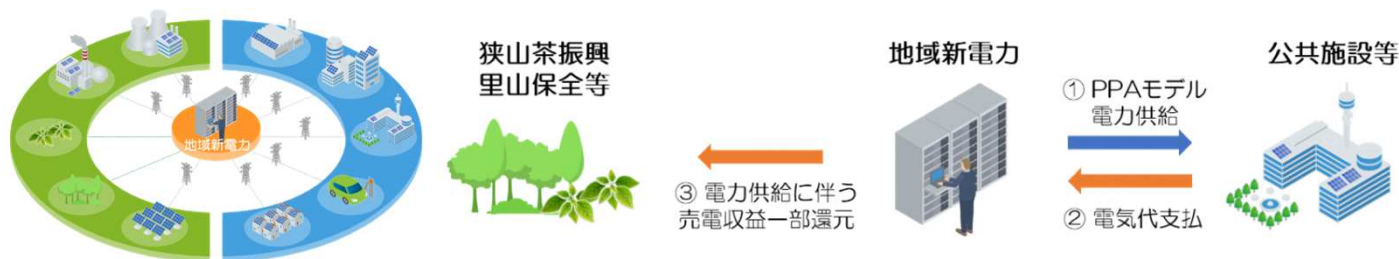 地域新電力
狭山茶振興
里山保全等
③ 電力供給に伴う
売電収益一部還元
地域新電力
① PPAモデル
電力供給
② 電気代支払
公共施設等